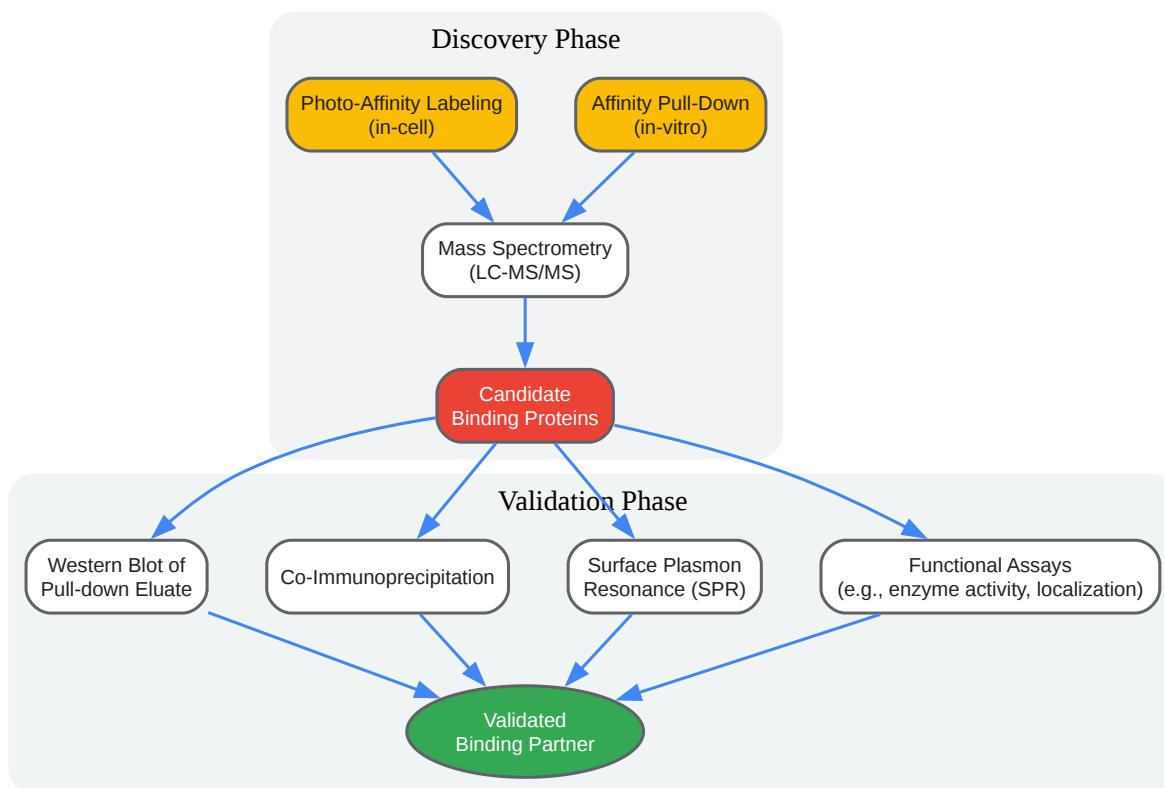 Discovery Phase
Photo-Affinity Labeling
(in-cell)
Affinity Pull-Down
(in-vitro)
Mass Spectrometry
(LC-MS/MS)
Candidate
Binding Proteins
Validation Phase
Western Blot of
Pull-down Eluate
Co-Immunoprecipitation
Surface Plasmon
Resonance (SPR)
Functional Assays
(e.g., enzyme activity, localization)
Validated
Binding Partner